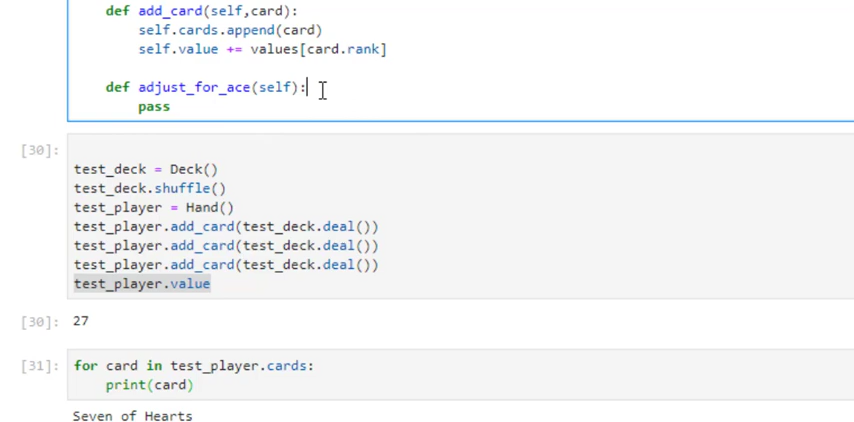 def add_card(self,card):
self.cards.append(card)
self.value += values[card.rank]
def adjust_for_ace(self):
pass
[30]:
test_deck = Deck()
test_deck.shuffle()
test_player = Hand()
test_player.add_card(test_deck.deal())
test_player.add_card(test_deck.deal())
test_player.add_card(test_deck.deal())
test_player.value
[30]: 27
[31]: for card in test_player.cards:
print(card)
Seven of Hearts